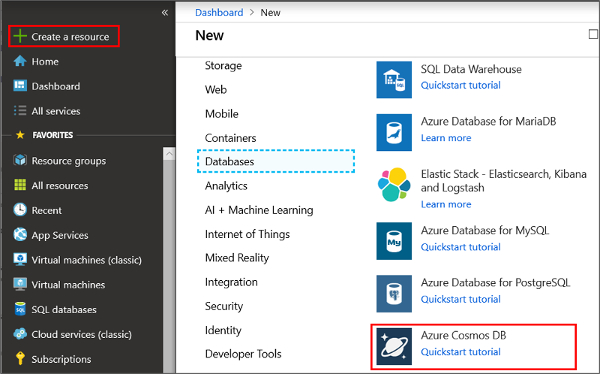 «
Create a resource
Home
Dashboard
All services
FAVORITES
Resource groups
All resources
Recent
App Services
Virtual machines (classic)
Virtual machines
SQL databases
Cloud services (classic)
Subscriptions
Dashboard > New
New
Storage
Web
Mobile
Containers
Databases
Analytics
AI + Machine Learning
Internet of Things
Mixed Reality
Integration
Security
Identity
Developer Tools
SQL Data Warehouse
Quickstart tutorial
Azure Database for MariaDB
Learn more
Elastic Stack - Elasticsearch, Kibana
and Logstash
Learn more
My
Azure Database for MySQL
Quickstart tutorial
Azure Database for PostgreSQL
Quickstart tutorial
Azure Cosmos DB
Quickstart tutorial